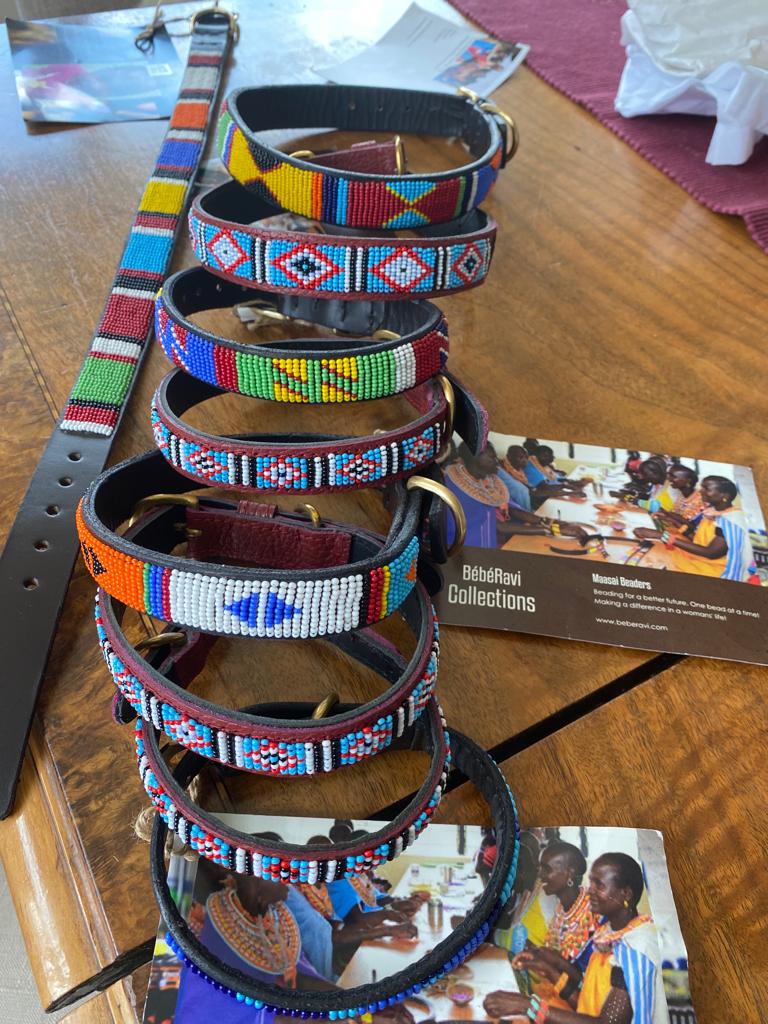 BébéRavi
Collections
Maasai Beaders
Beading for a better future. One bead at a time!
Making a difference in a womans' life!
www.beberavi.com